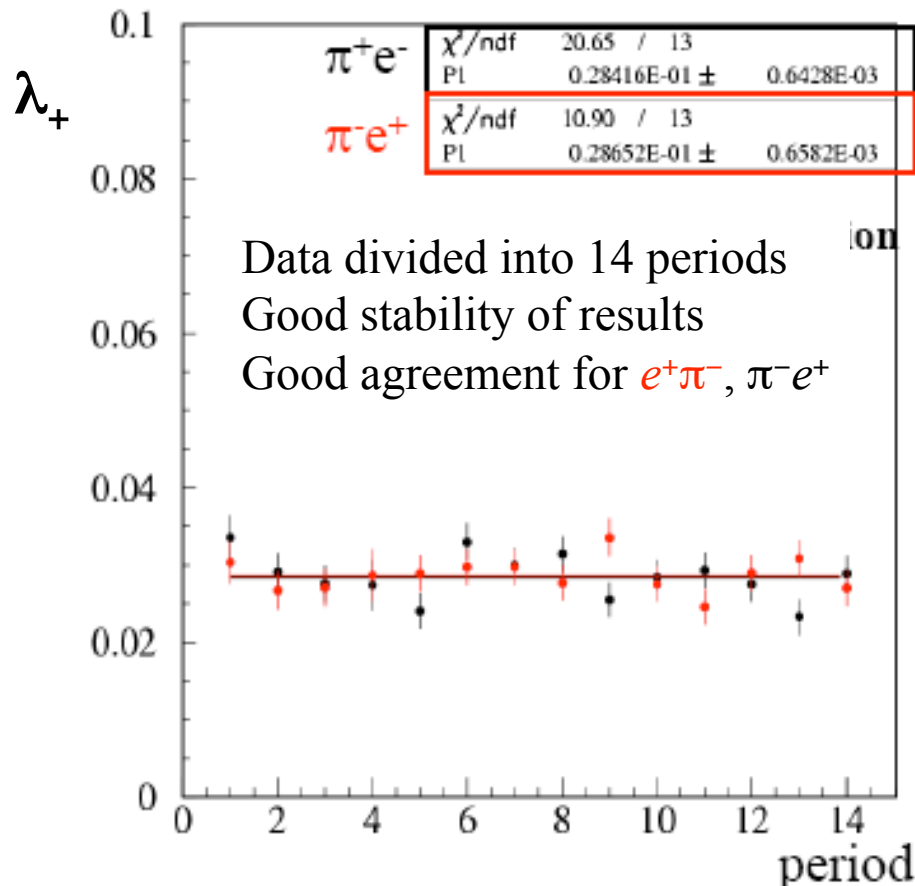 0.1
π⁺e⁻
χ²/ndf 20.65 / 13
P1 0.28416E-01 ± 0.6428E-03
λ₊
π⁻e⁺
χ²/ndf 10.90 / 13
P1 0.28652E-01 ± 0.6582E-03
0.08
ion
Data divided into 14 periods
Good stability of results
0.06
Good agreement for e⁺π⁻, π⁻e⁺
0.04
0.02
0
0 2 4 6 8 10 12 14
period